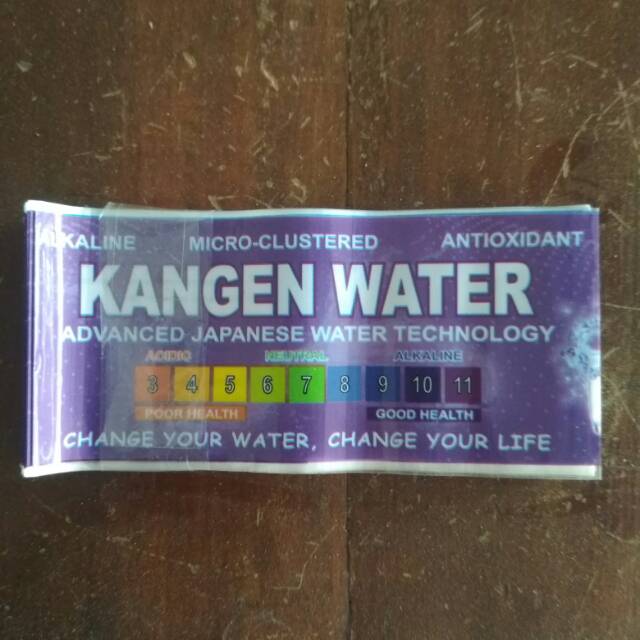 ALKALINE MICRO-CLUSTERED ANTIOXIDANT
KANGEN WATER
ADVANCED JAPANESE WATER TECHNOLOGY
ACIDIC NEUTRAL ALKALINE
3 4 5 6 7 8 9 10 11
POOR HEALTH GOOD HEALTH
CHANGE YOUR WATER, CHANGE YOUR LIFE